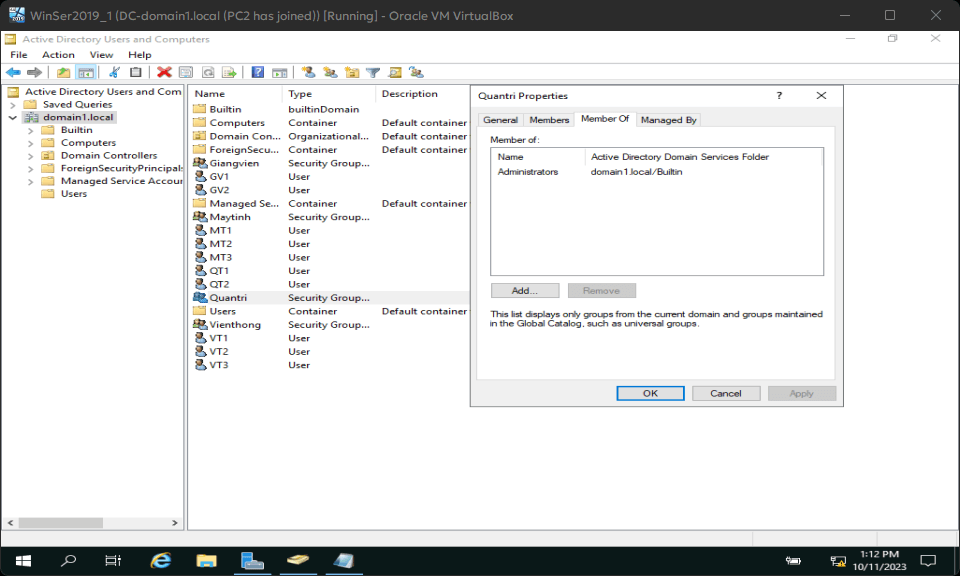 WinSer2019_1 (DC-domain1.local (PC2 has joined)) [Running] - Oracle VM VirtualBox
Active Directory Users and Computers
File Action View Help
Active Directory Users and Com
Saved Queries
domain1.local
Builtin
Computers
Domain Controllers
ForeignSecurityPrincipals
Managed Service Accour
Users
Name Type Description
Builtin builtinDomain
Computers Container Default container
Domain Con... Organizational...  Default container
ForeignSecu... Container Default container
Giangvien Security Group...
GV1 User
GV2 User
Managed Se... Container Default container
Maytinh Security Group...
MT1 User
MT2 User
MT3 User
QT1 User
QT2 User
Quantri Security Group...
Users Container Default container
Vienthong Security Group...
VT1 User
VT2 User
VT3 User
Quantri Properties
General Members Member Of Managed By
Member of:
Name Active Directory Domain Services Folder
Administrators domain1.local/Builtin
Add... Remove
This list displays only groups from the current domain and groups maintained
in the Global Catalog, such as universal groups.
OK Cancel Apply
1:12 PM
10/11/2023